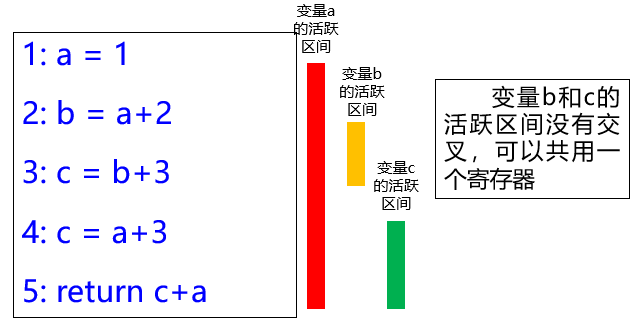 变量a
的活跃
区间
1: a = 1
2: b = a+2
3: c = b+3
4: c = a+3
5: return c+a
变量b
的活跃
区间
变量c
的活跃
区间
变量b和c的
活跃区间没有交
叉，可以共用一
个寄存器